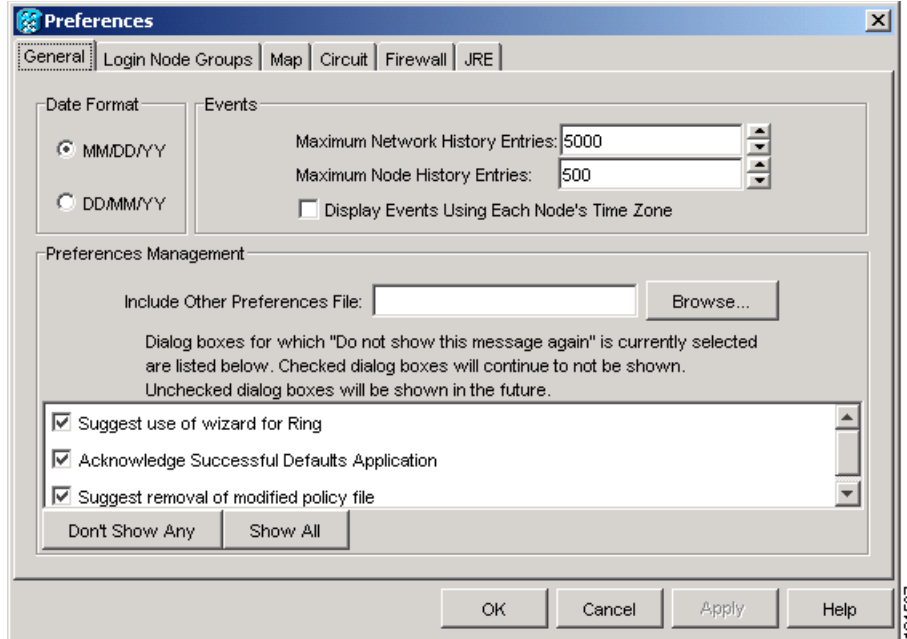 Preferences
General Login Node Groups Map Circuit Firewall JRE
Date Format
MM/DD/YY
DD/MM/YY
Events
Maximum Network History Entries: 5000
Maximum Node History Entries: 500
Display Events Using Each Node's Time Zone
Preferences Management
Include Other Preferences File: Browse...
Dialog boxes for which "Do not show this message again" is currently selected
are listed below. Checked dialog boxes will continue to not be shown.
Unchecked dialog boxes will be shown in the future.
Suggest use of wizard for Ring
Acknowledge Successful Defaults Application
Suggest removal of modified policy file
Don't Show Any Show All
OK Cancel Apply Help